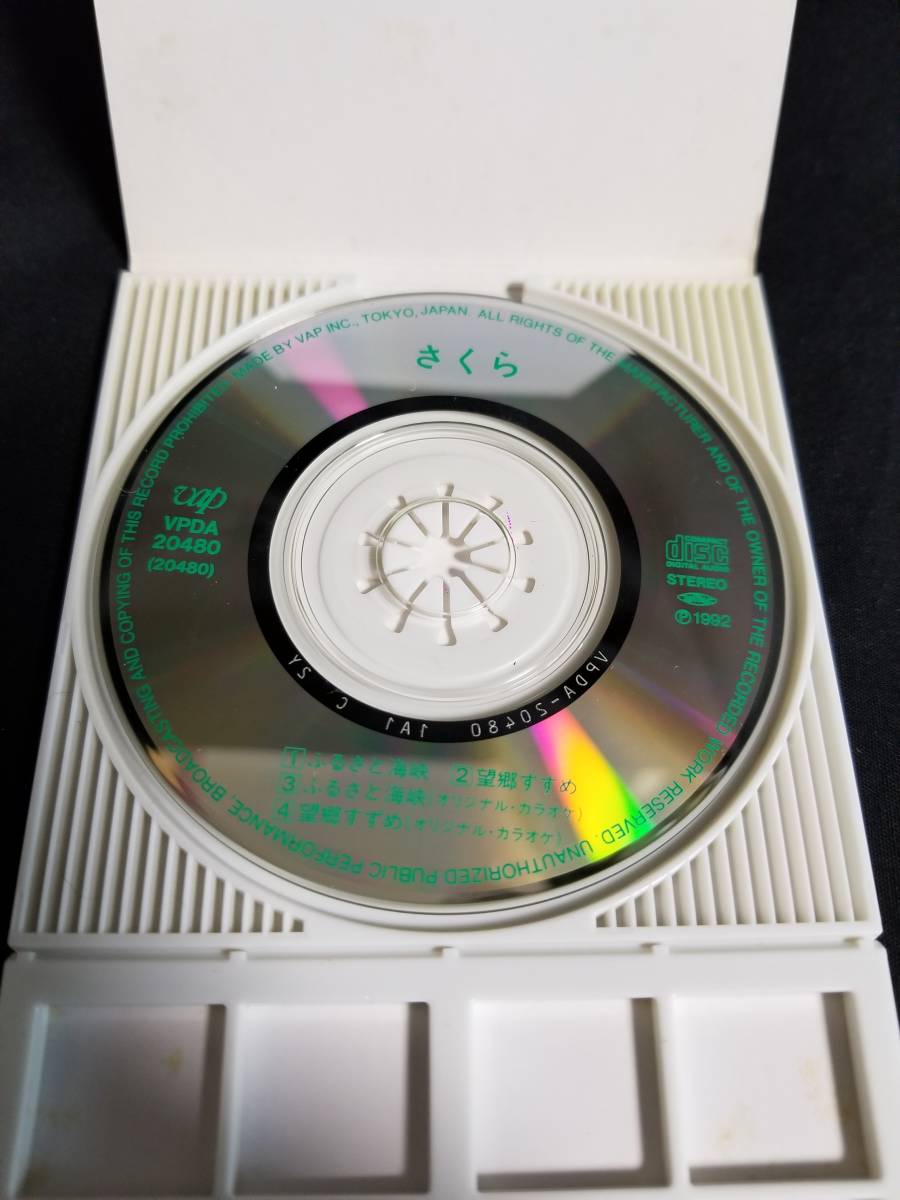 MADE BY VAP INC., TOKYO, JAPAN. ALL RIGHTS OF THE MANUFACTURER AND OF THE OWNER OF THE RECORDED WORK RESERVED. UNAUTHORIZED PUBLIC PERFORMANCE, BROADCASTING AND COPYING OF THIS RECORD PROHIBITED.
さくら
vap
VPDA
20480
(20480)
COMPACT
disc
DIGITAL AUDIO
STEREO
Ⓟ1992
VPDA-20480 1A1
SY
1 ふるさと海峡 2 望郷すずめ
3 ふるさと海峡(オリジナル・カラオケ)
4 望郷すずめ(オリジナル・カラオケ)